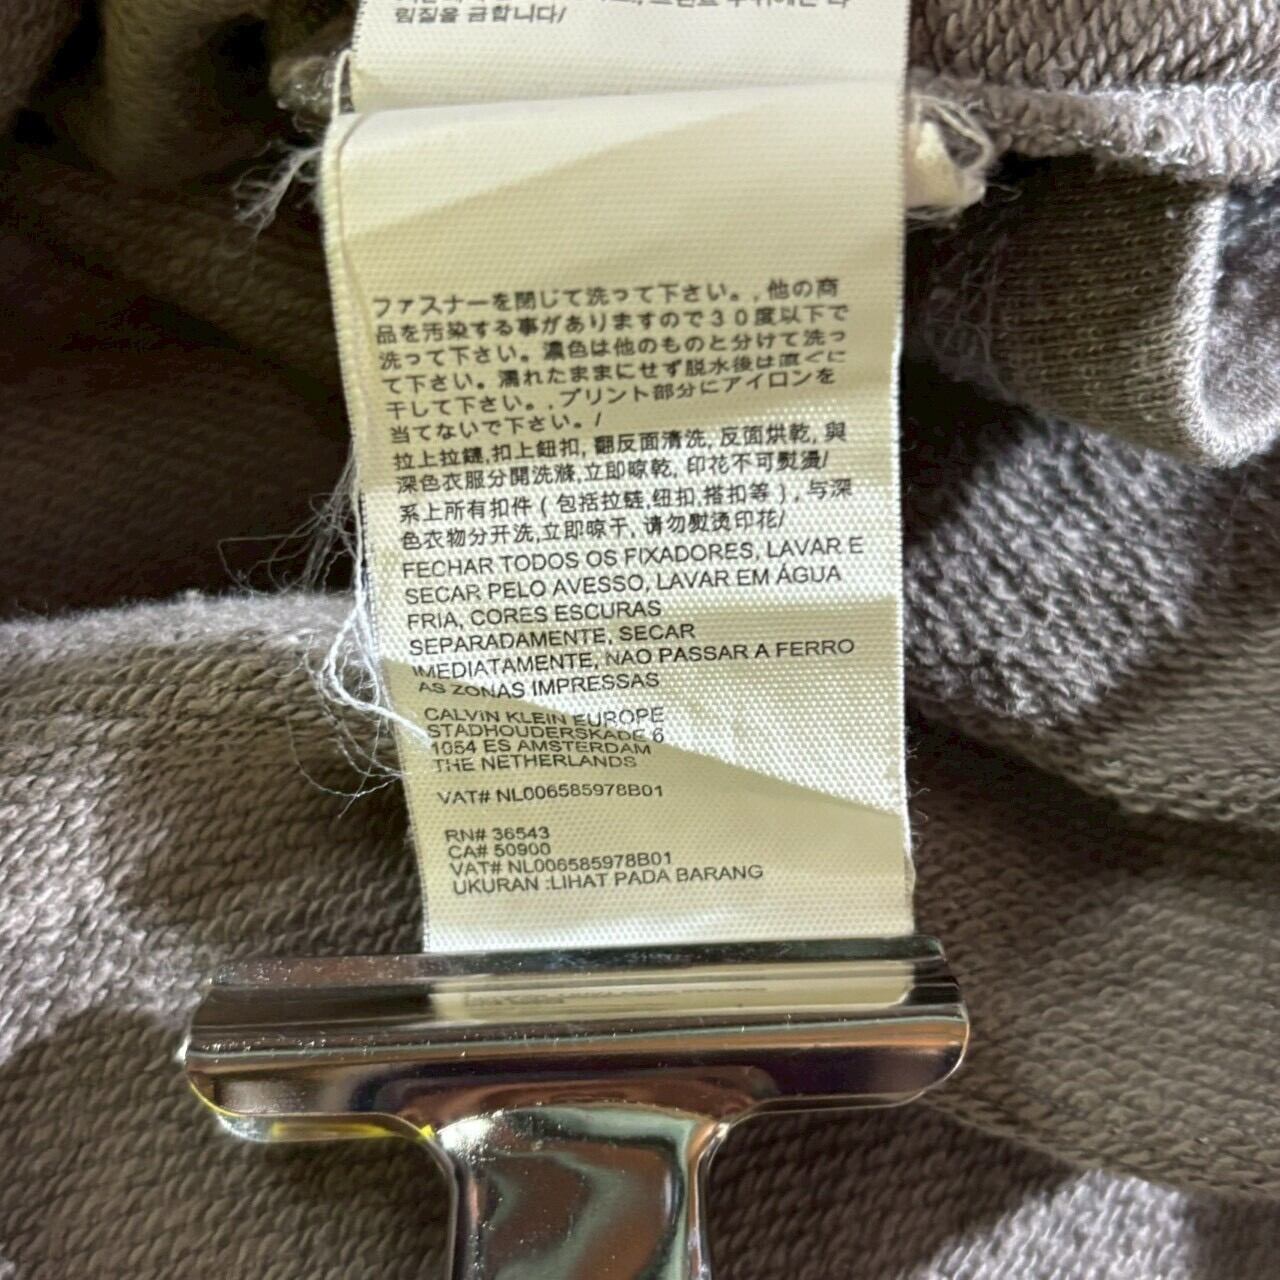 염질을 금합니다/
ファスナーを閉じて洗って下さい。,他の商
品を汚染する事がありますので３０度以下で
洗って下さい。濃色は他のものと分けて洗っ
て下さい。濡れたままにせず脱水後は直ぐに
干して下さい。,プリント部分にアイロンを
当てないで下さい。/
拉上拉鏈,扣上鈕扣, 翻反面清洗, 反面烘乾, 與
深色衣服分開洗滌,立即晾乾, 印花不可熨燙/
系上所有扣件 ( 包括拉链,纽扣,搭扣等 ) , 与深
色衣物分开洗,立即晾干, 请勿熨烫印花/
FECHAR TODOS OS FIXADORES, LAVAR E
SECAR PELO AVESSO, LAVAR EM ÁGUA
FRIA, CORES ESCURAS
SEPARADAMENTE, SECAR
IMEDIATAMENTE, NAO PASSAR A FERRO
AS ZONAS IMPRESSAS
CALVIN KLEIN EUROPE
STADHOUDERSKADE 6
1054 ES AMSTERDAM
THE NETHERLANDS
VAT# NL006585978B01
RN# 36543
CA# 50900
VAT# NL006585978B01
UKURAN :LIHAT PADA BARANG